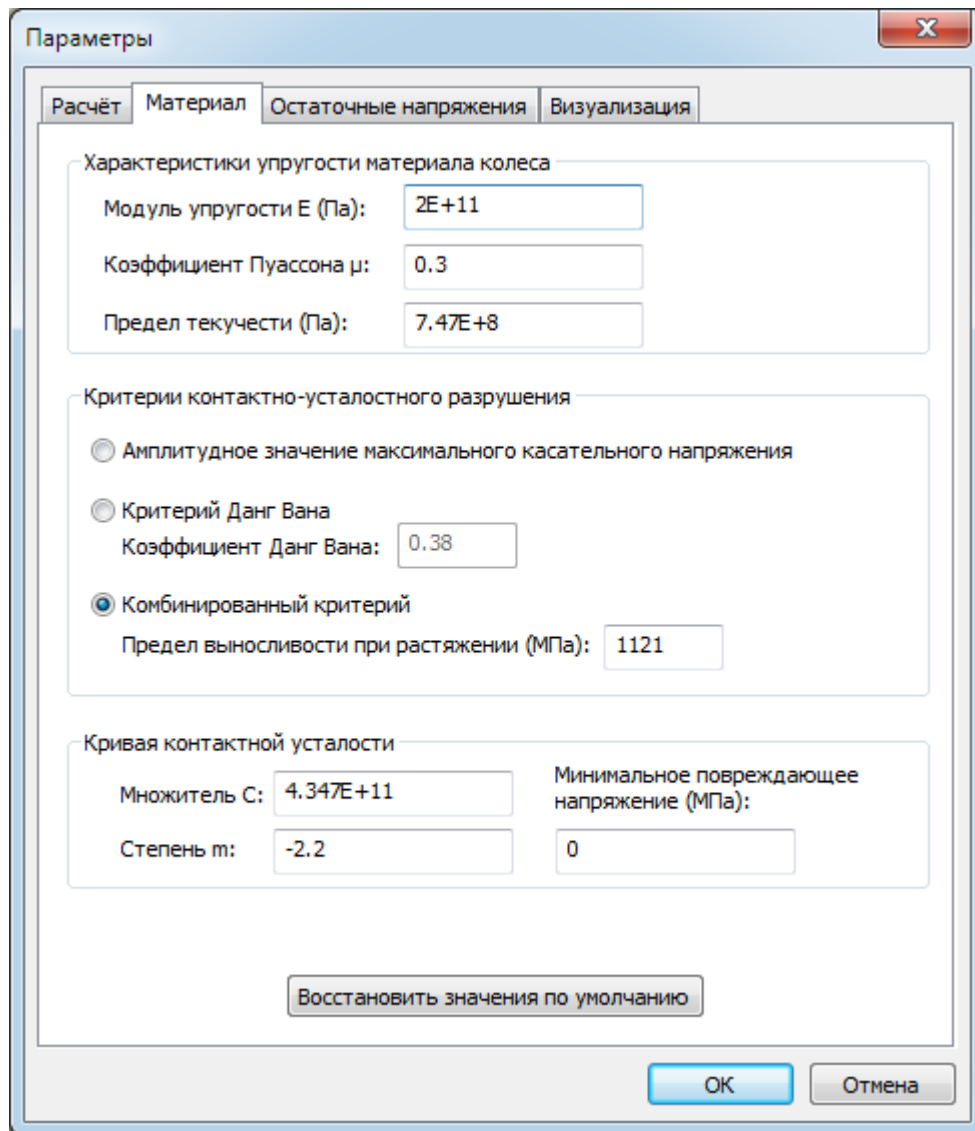 Параметры
Расчёт Материал Остаточные напряжения Визуализация
Характеристики упругости материала колеса
Модуль упругости E (Па): 2E+11
Коэффициент Пуассона μ: 0.3
Предел текучести (Па): 7.47E+8
Критерии контактно-усталостного разрушения
Амплитудное значение максимального касательного напряжения
Критерий Данг Вана
Коэффициент Данг Вана: 0.38
Комбинированный критерий
Предел выносливости при растяжении (МПа): 1121
Кривая контактной усталости
Множитель C: 4.347E+11
Минимальное повреждающее
напряжение (МПа):
Степень m: -2.2 0
Восстановить значения по умолчанию
OK Отмена